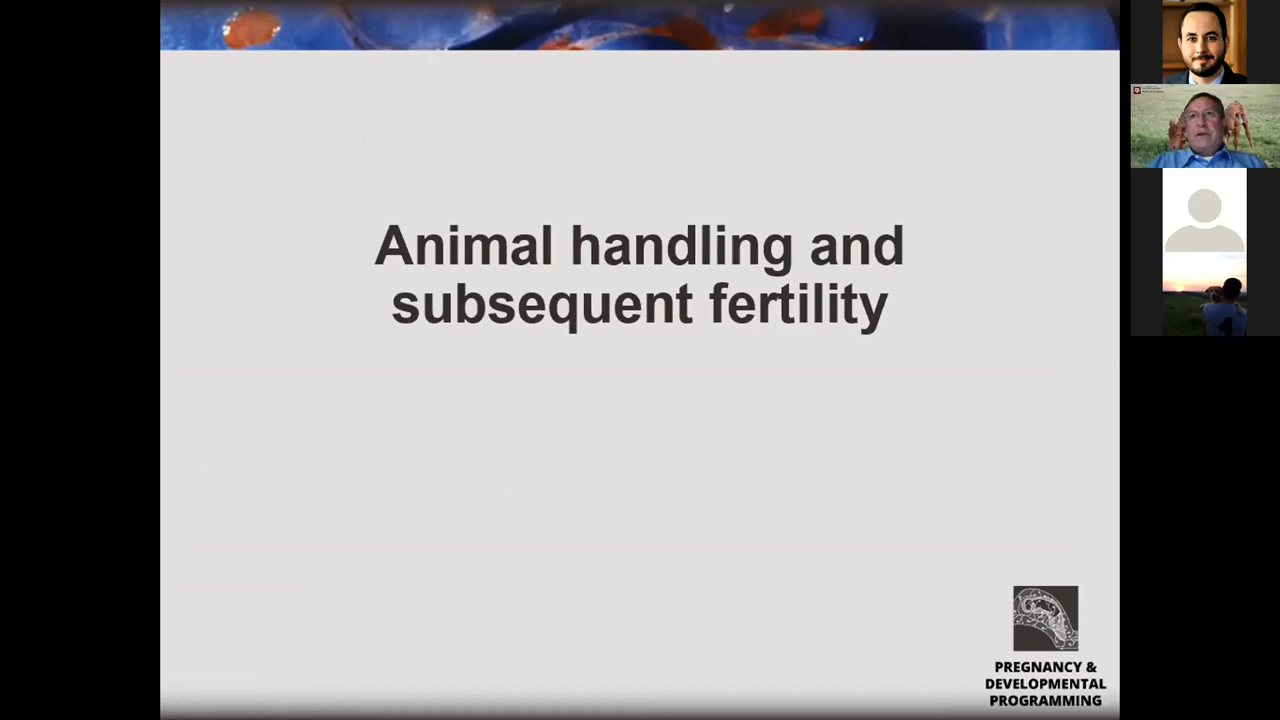 Animal handling and
subsequent fertility
PREGNANCY &
DEVELOPMENTAL
PROGRAMMING